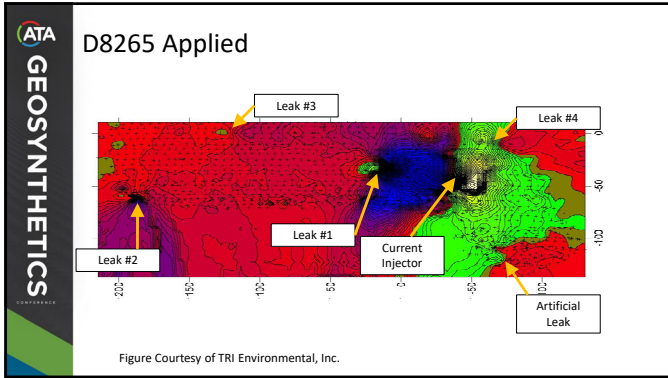 ATA
GEOSYNTHETICS
CONFERENCE
D8265 Applied
Leak #3
Leak #4
Leak #1
Current
Injector
Leak #2
Artificial
Leak
-0
-50
-100
-200
-150
-100
-50
-0
-50
-100
Figure Courtesy of TRI Environmental, Inc.